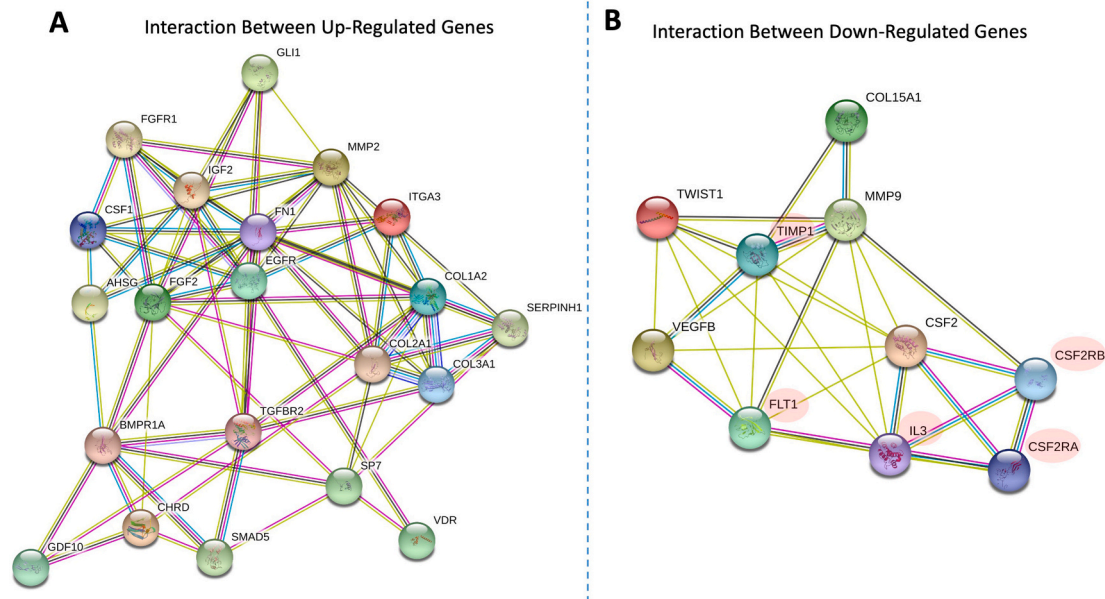 A
Interaction Between Up-Regulated Genes
GLI1
FGFR1
MMP2
IGF2
ITGA3
CSF1
FN1
EGFR
AHSG
FGF2
COL1A2
SERPINH1
COL2A1
COL3A1
TGFBR2
BMPR1A
SP7
CHRD
VDR
SMAD5
GDF10
B
Interaction Between Down-Regulated Genes
COL15A1
TWIST1
MMP9
TIMP1
VEGFB
CSF2
CSF2RB
FLT1
IL3
CSF2RA